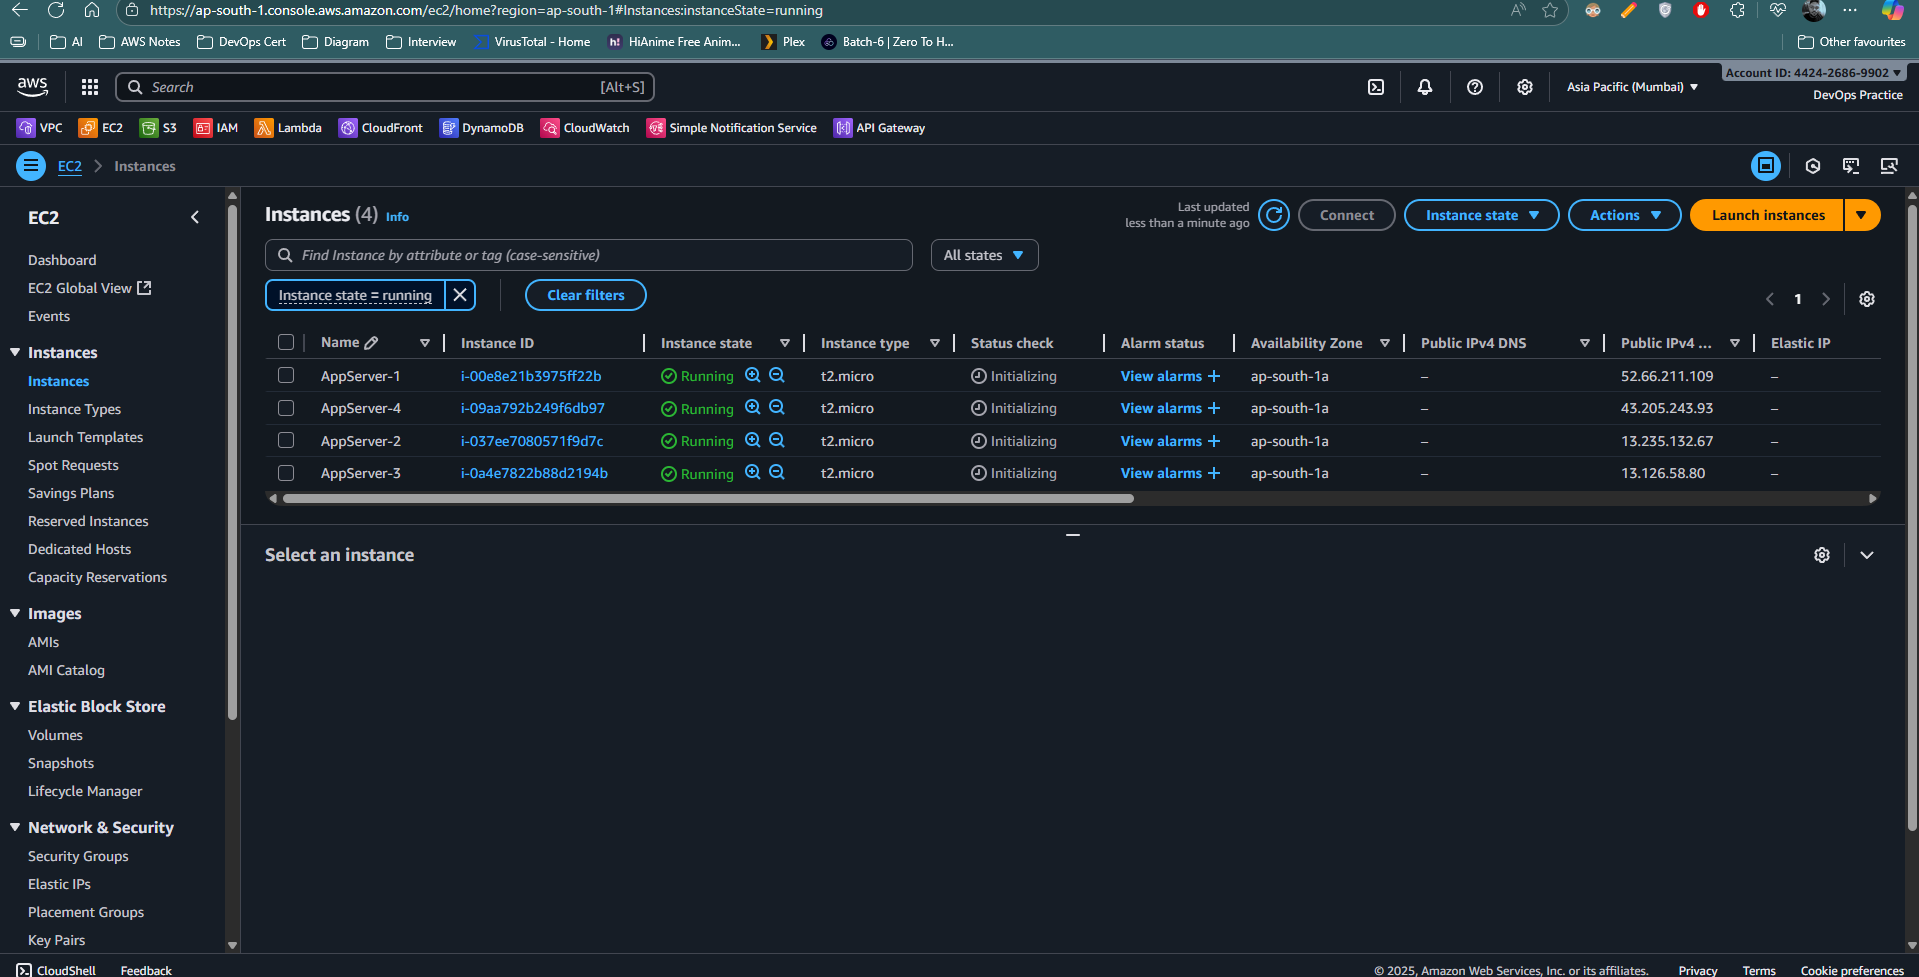 https://ap-south-1.console.aws.amazon.com/ec2/home?region=ap-south-1#Instances:instanceState=running
AI
AWS Notes
DevOps Cert
Diagram
Interview
VirusTotal - Home
h!
HiAnime Free Anim...
Plex
Batch-6 | Zero To H...
Other favourites
aws
Search
[Alt+S]
Asia Pacific (Mumbai)
Account ID: 4424-2686-9902
DevOps Practice
VPC
EC2
S3
IAM
Lambda
CloudFront
DynamoDB
CloudWatch
Simple Notification Service
API Gateway
EC2
Instances
EC2
Dashboard
EC2 Global View
Events
Instances
Instances
Instance Types
Launch Templates
Spot Requests
Savings Plans
Reserved Instances
Dedicated Hosts
Capacity Reservations
Images
AMIs
AMI Catalog
Elastic Block Store
Volumes
Snapshots
Lifecycle Manager
Network & Security
Security Groups
Elastic IPs
Placement Groups
Key Pairs
Instances (4) Info
Last updated
less than a minute ago
Connect
Instance state
Actions
Launch instances
Find Instance by attribute or tag (case-sensitive)
All states
Instance state = running
Clear filters
1
Name Instance ID Instance state Instance type Status check Alarm status Availability Zone Public IPv4 DNS Public IPv4 ... Elastic IP
AppServer-1 i-00e8e21b3975ff22b Running t2.micro Initializing View alarms + ap-south-1a – 52.66.211.109 –
AppServer-4 i-09aa792b249f6db97 Running t2.micro Initializing View alarms + ap-south-1a – 43.205.243.93 –
AppServer-2 i-037ee7080571f9d7c Running t2.micro Initializing View alarms + ap-south-1a – 13.235.132.67 –
AppServer-3 i-0a4e7822b88d2194b Running t2.micro Initializing View alarms + ap-south-1a – 13.126.58.80 –
Select an instance
CloudShell
Feedback
© 2025, Amazon Web Services, Inc. or its affiliates.
Privacy
Terms
Cookie preferences